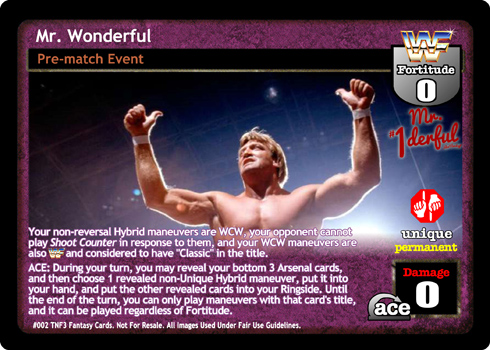 Mr. Wonderful
Pre-match Event
Fortitude
0
Mr.
#1derful
unique
permanent
Your non-reversal Hybrid maneuvers are WCW, your opponent cannot
play Shoot Counter in response to them, and your WCW maneuvers are
also WF and considered to have "Classic" in the title.
ACE: During your turn, you may reveal your bottom 3 Arsenal cards,
and then choose 1 revealed non-Unique Hybrid maneuver, put it into
your hand, and put the other revealed cards into your Ringside. Until
the end of the turn, you can only play maneuvers with that card's title,
and it can be played regardless of Fortitude.
Damage
0
ace
#002 TNF3 Fantasy Cards. Not For Resale. All Images Used Under Fair Use Guidelines.